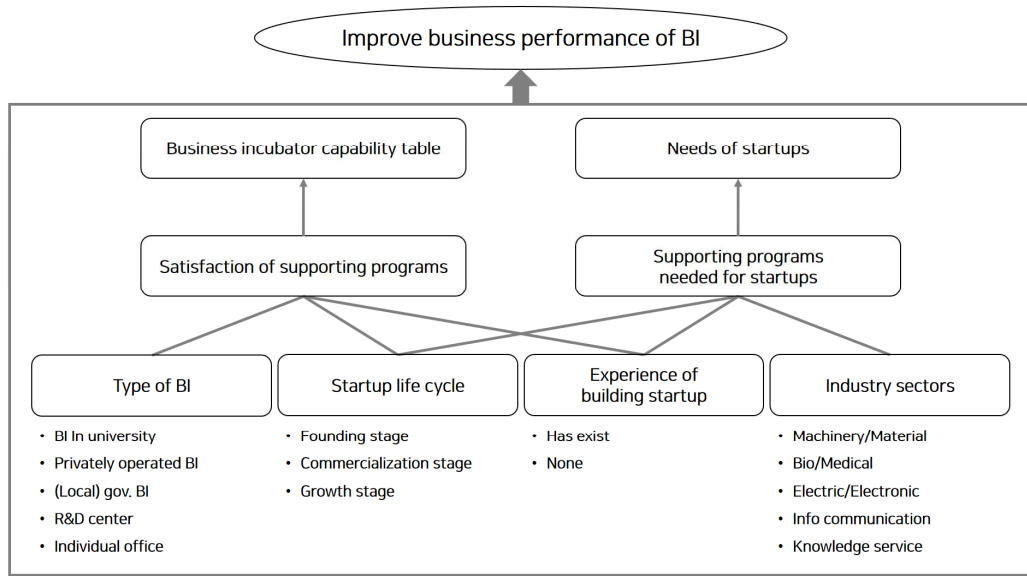 Improve business performance of BI
Business incubator capability table
Needs of startups
Satisfaction of supporting programs
Supporting programs
needed for startups
Type of BI
Startup life cycle
Experience of
building startup
Industry sectors
• BI In university
• Privately operated BI
• (Local) gov. BI
• R&D center
• Individual office
• Founding stage
• Commercialization stage
• Growth stage
• Has exist
• None
• Machinery/Material
• Bio/Medical
• Electric/Electronic
• Info communication
• Knowledge service